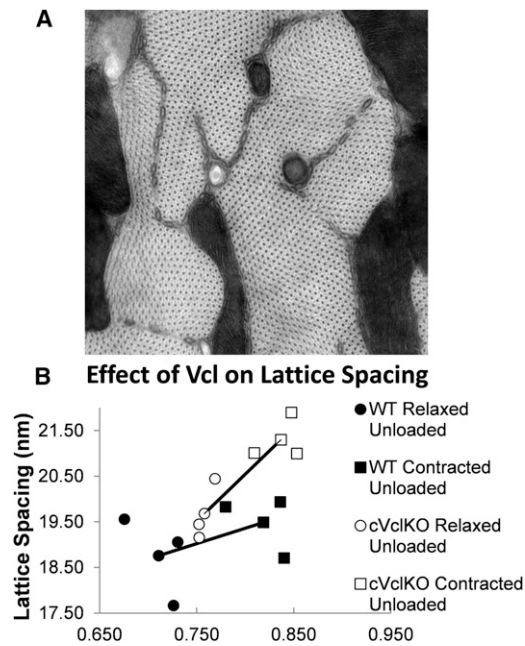 A
B Effect of Vcl on Lattice Spacing
Lattice Spacing (nm)
21.50
20.50
19.50
18.50
17.50
0.650 0.750 0.850 0.950
WT Relaxed
Unloaded
WT Contracted
Unloaded
cVclKO Relaxed
Unloaded
cVclKO Contracted
Unloaded